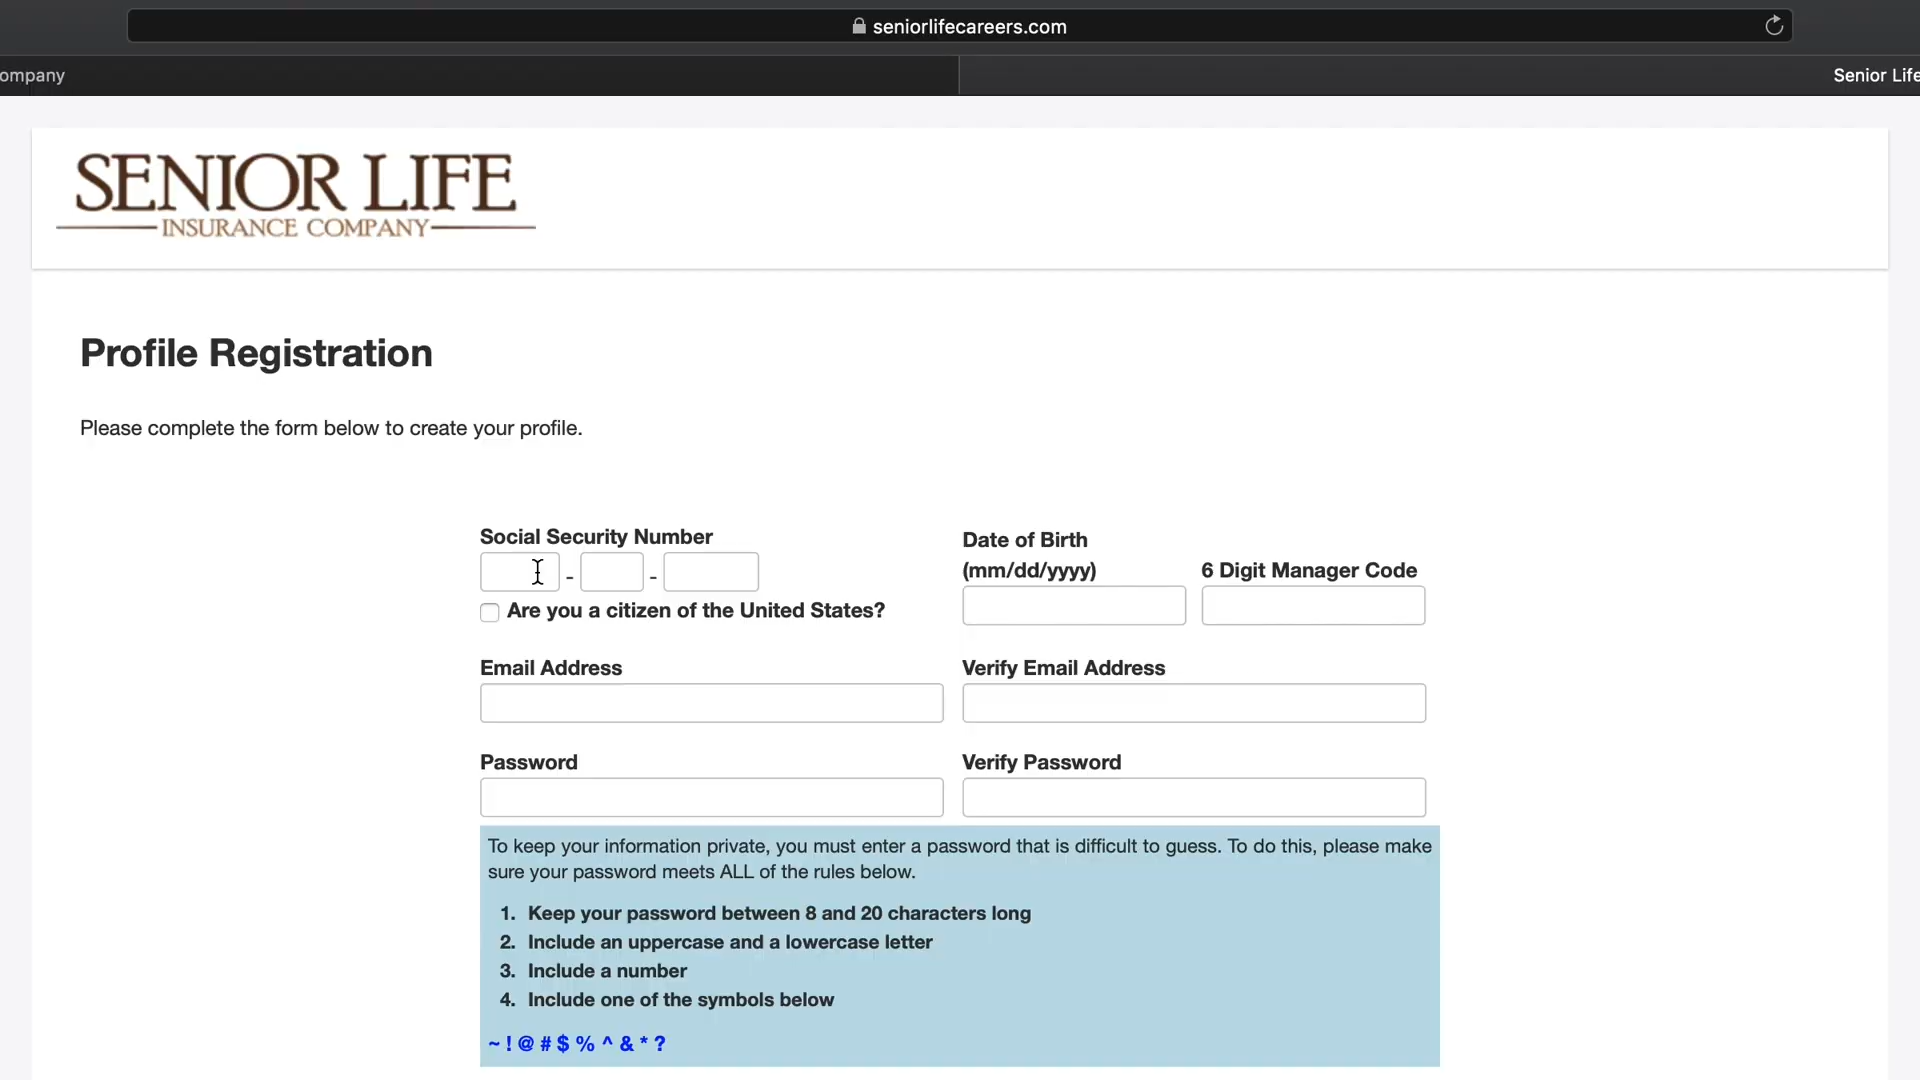 seniorlifecareers.com
ompany
Senior Life
SENIOR LIFE
INSURANCE COMPANY
Profile Registration
Please complete the form below to create your profile.
Social Security Number
- -
Are you a citizen of the United States?
Date of Birth
(mm/dd/yyyy)
6 Digit Manager Code
Email Address
Verify Email Address
Password
Verify Password
To keep your information private, you must enter a password that is difficult to guess. To do this, please make
sure your password meets ALL of the rules below.
1. Keep your password between 8 and 20 characters long
2. Include an uppercase and a lowercase letter
3. Include a number
4. Include one of the symbols below
~ ! @ # $ % ^ & * ?